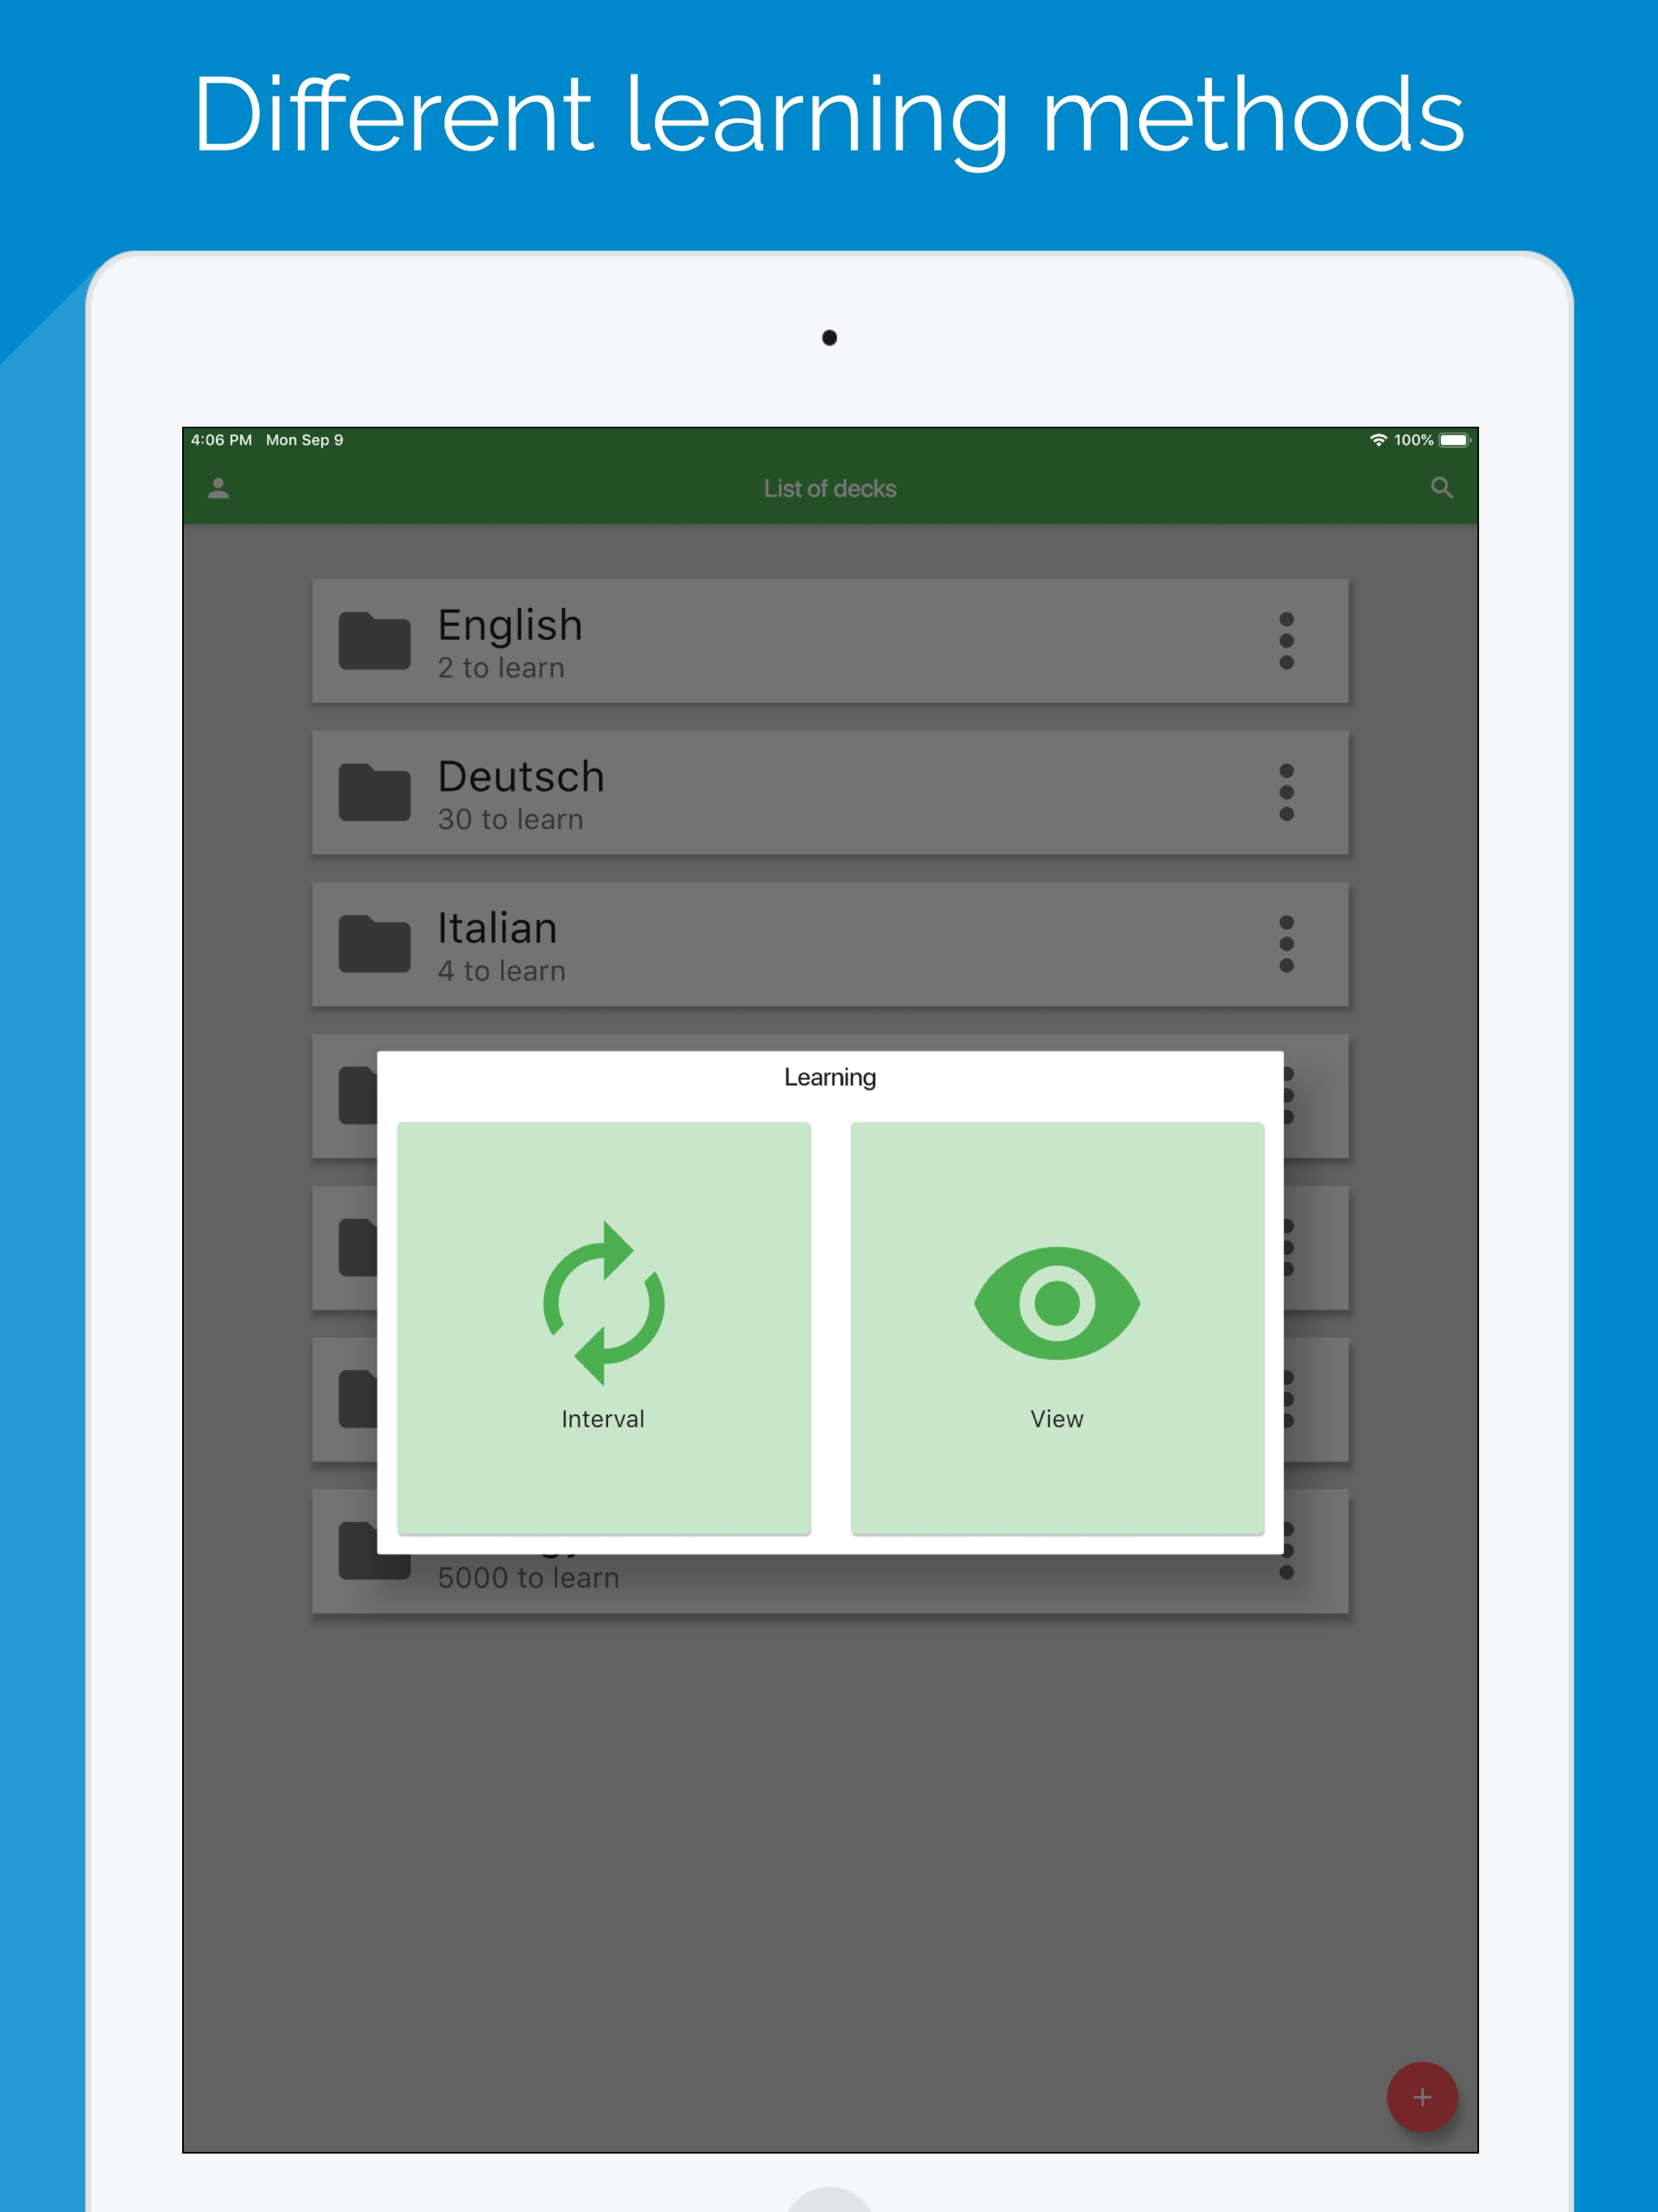 Different learning methods
4:06 PM Mon Sep 9
100%
List of decks
English
2 to learn
Deutsch
30 to learn
Italian
4 to learn
Learning
Interval
View
5000 to learn